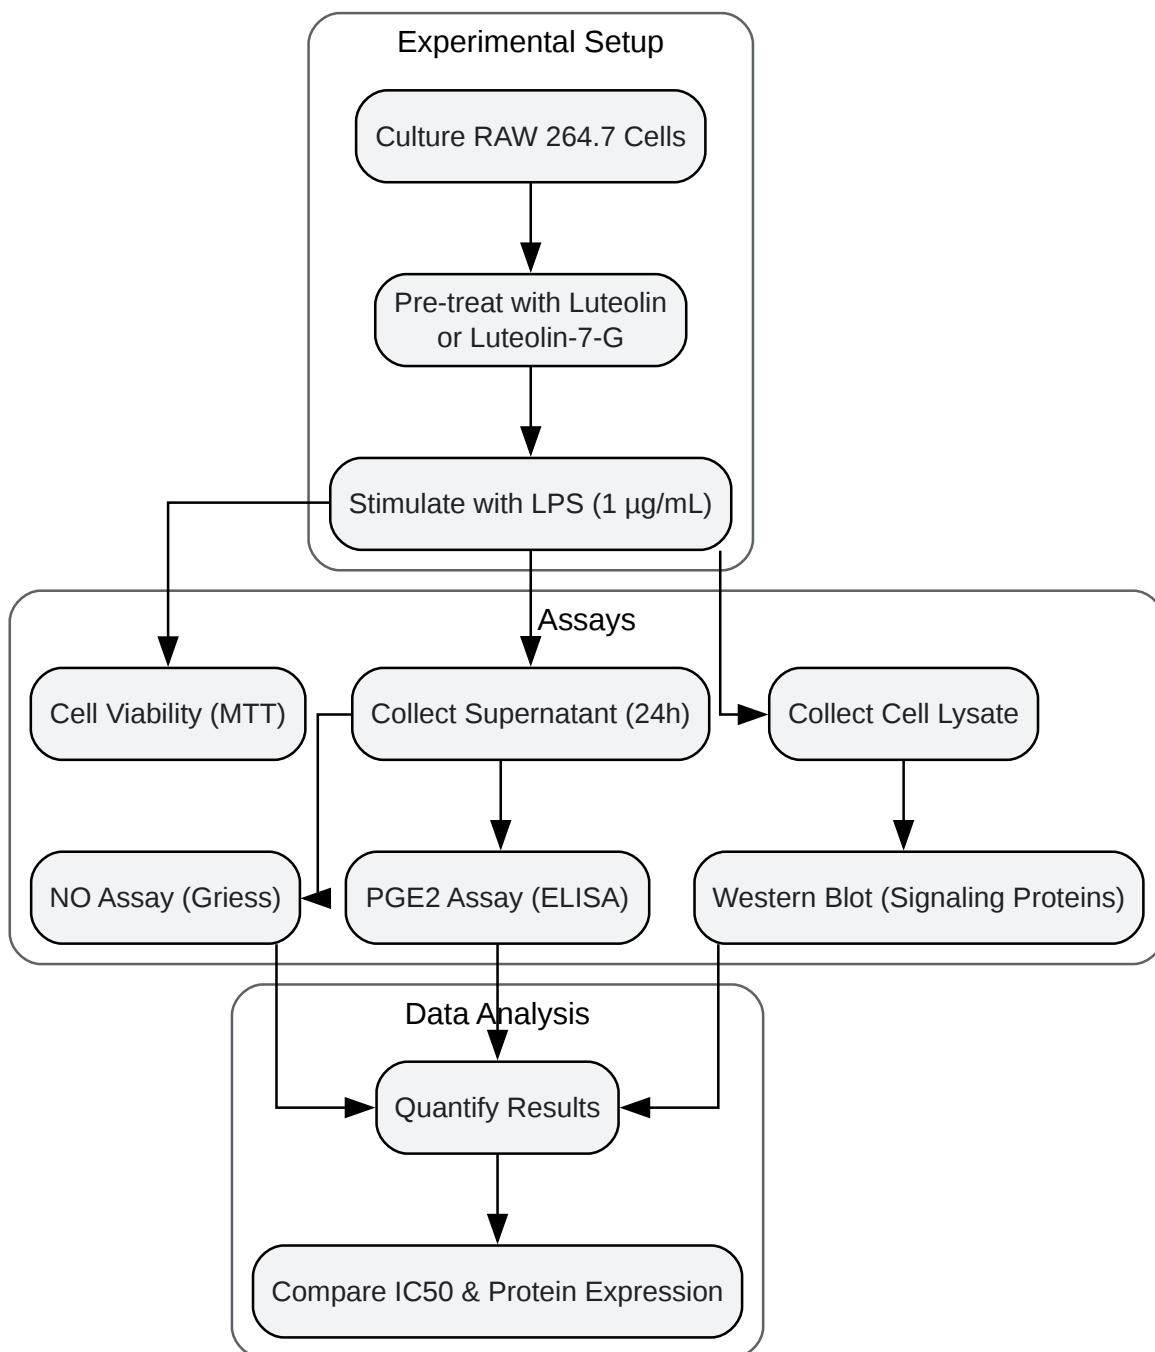 Experimental Setup
Culture RAW 264.7 Cells
Pre-treat with Luteolin
or Luteolin-7-G
Stimulate with LPS (1 µg/mL)
Assays
Cell Viability (MTT)
Collect Supernatant (24h)
Collect Cell Lysate
NO Assay (Griess)
PGE2 Assay (ELISA)
Western Blot (Signaling Proteins)
Data Analysis
Quantify Results
Compare IC50 & Protein Expression